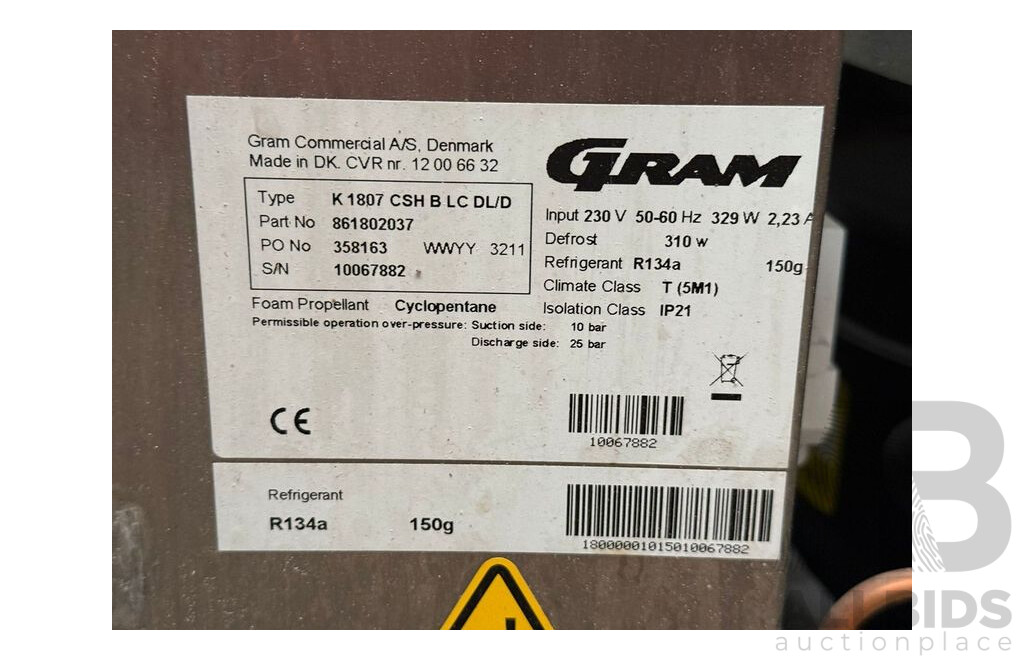 Gram Commercial A/S, Denmark
Made in DK. CVR nr. 12 00 66 32
GRAM
Type K 1807 CSH B LC DL/D
Part No 861802037
PO No 358163 WWYY 3211
S/N 10067882
Input 230 V 50-60 Hz 329 W 2,23 A
Defrost 310 w
Refrigerant R134a 150g
Climate Class T (5M1)
Isolation Class IP21
Foam Propellant Cyclopentane
Permissible operation over-pressure: Suction side: 10 bar
Discharge side: 25 bar
CE
10067882
Refrigerant
R134a 150g
18000001015010067882
B
ALLBIDS
auctionplace